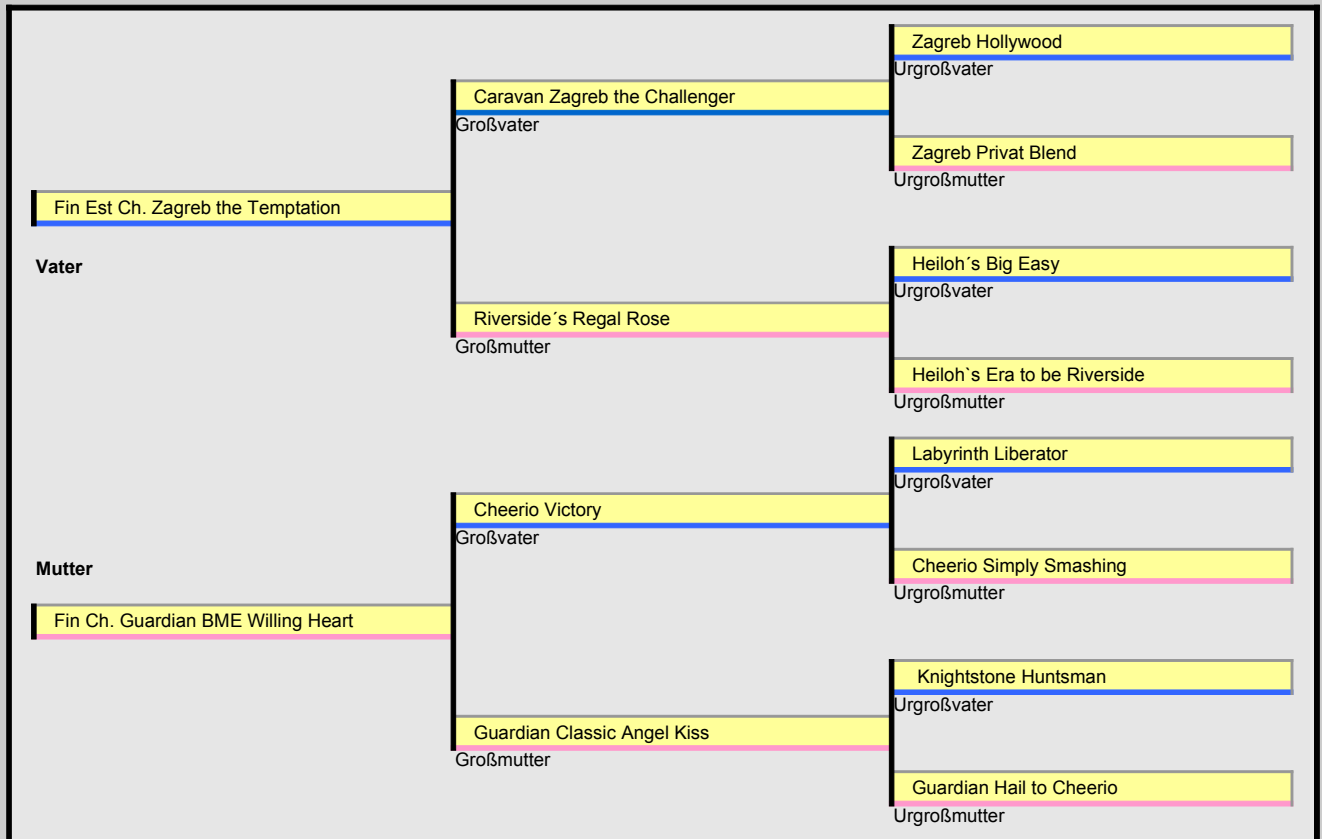 Zagreb Hollywood
Urgroßvater
Caravan Zagreb the Challenger
Großvater
Zagreb Privat Blend
Urgroßmutter
Fin Est Ch. Zagreb the Temptation
Vater
Heiloh´s Big Easy
Urgroßvater
Riverside´s Regal Rose
Großmutter
Heiloh`s Era to be Riverside
Urgroßmutter
Labyrinth Liberator
Urgroßvater
Cheerio Victory
Großvater
Mutter
Cheerio Simply Smashing
Urgroßmutter
Fin Ch. Guardian BME Willing Heart
Knightstone Huntsman
Urgroßvater
Guardian Classic Angel Kiss
Großmutter
Guardian Hail to Cheerio
Urgroßmutter